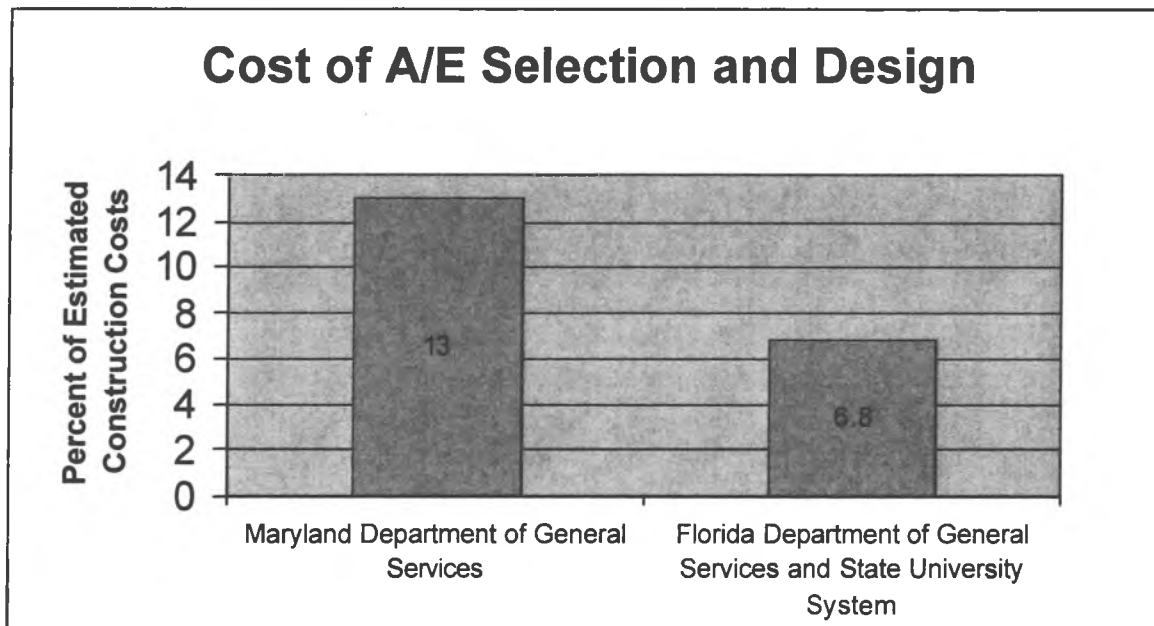 Cost of A/E Selection and Design
Percent of Estimated
Construction Costs
14
12
10
8
6
4
2
0
13
6.8
Maryland Department of General
Services
Florida Department of General
Services and State University
System